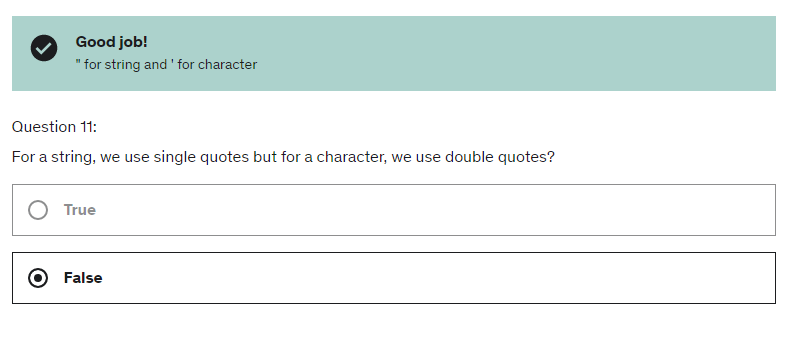 Good job!
" for string and ' for character
Question 11:
For a string, we use single quotes but for a character, we use double quotes?
True
False